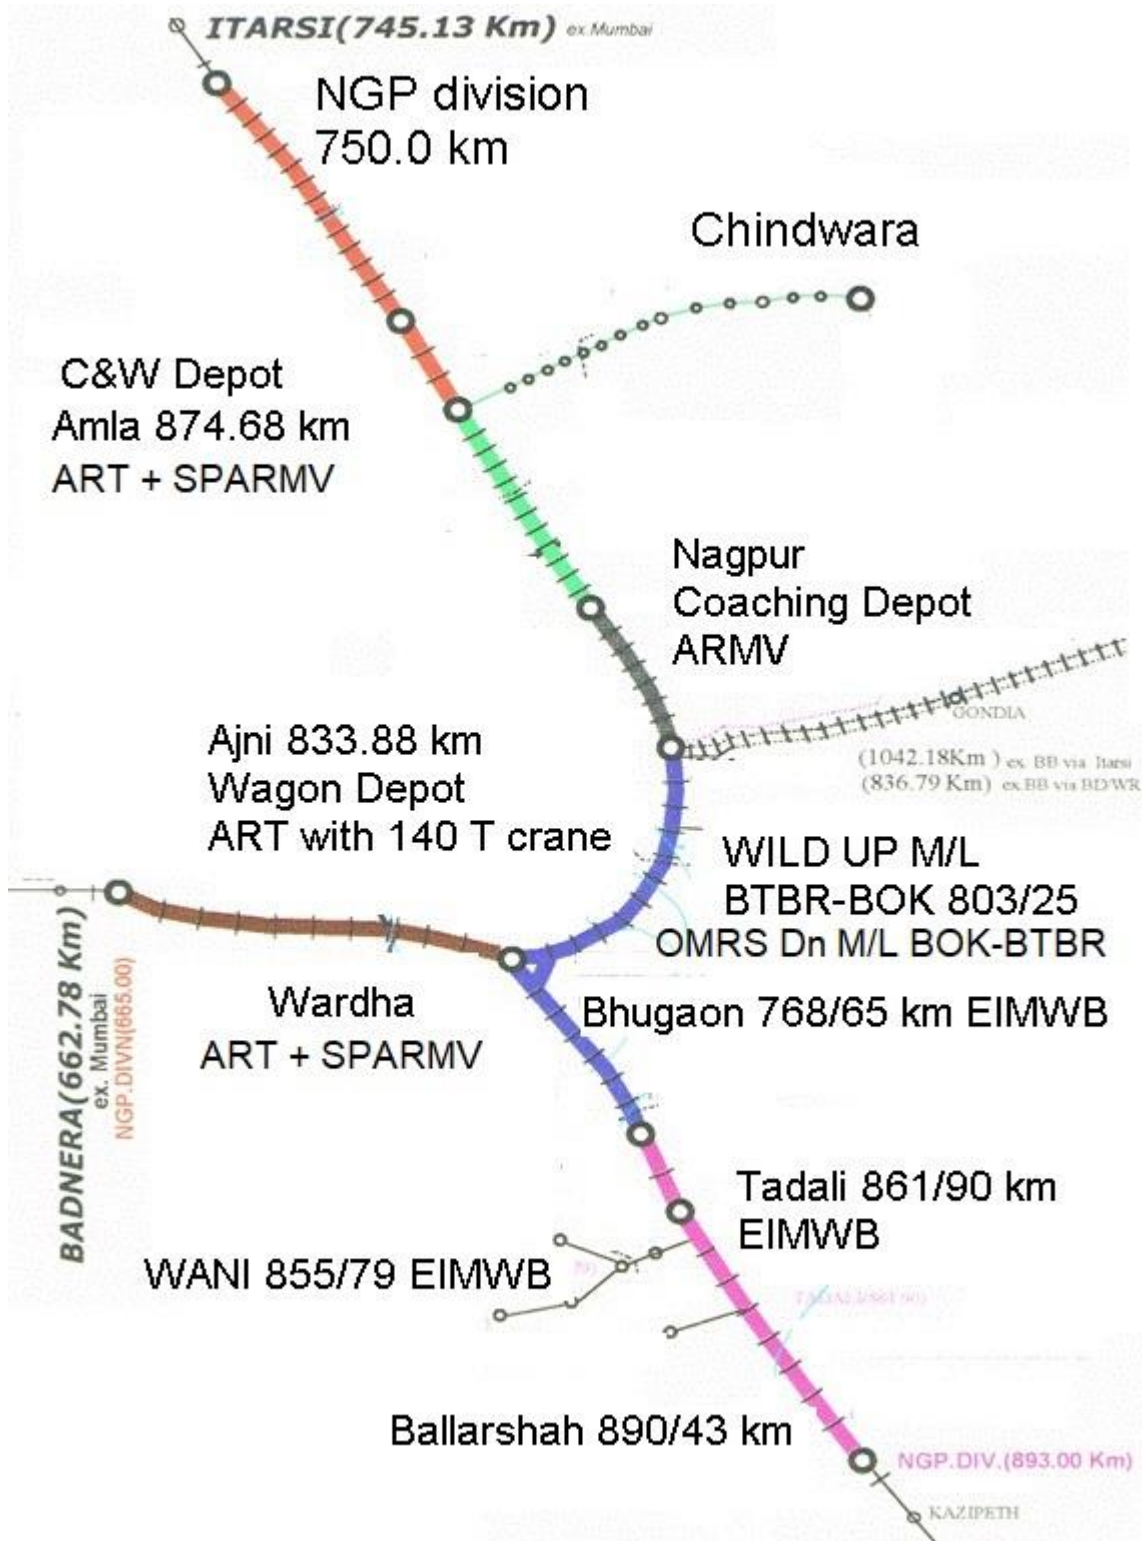 ITARSI(745.13 Km) ex.Mumbai
NGP division
750.0 km
Chindwara
C&W Depot
Amla 874.68 km
ART + SPARMV
Nagpur
Coaching Depot
ARMV
GONDIA
(1042.18Km ) ex. BB via Itarsi
(836.79 Km) ex.BB via BD/WR
Ajni 833.88 km
Wagon Depot
ART with 140 T crane
WILD UP M/L
BTBR-BOK 803/25
OMRS Dn M/L BOK-BTBR
BADNERA(662.78 Km)
ex. Mumbai
NGP.DIVN(665.00)
Wardha
ART + SPARMV
Bhugaon 768/65 km EIMWB
Tadali 861/90 km
EIMWB
WANI 855/79 EIMWB
79)
TADALI(861.90)
Ballarshah 890/43 km
NGP.DIV.(893.00 Km)
KAZIPETH